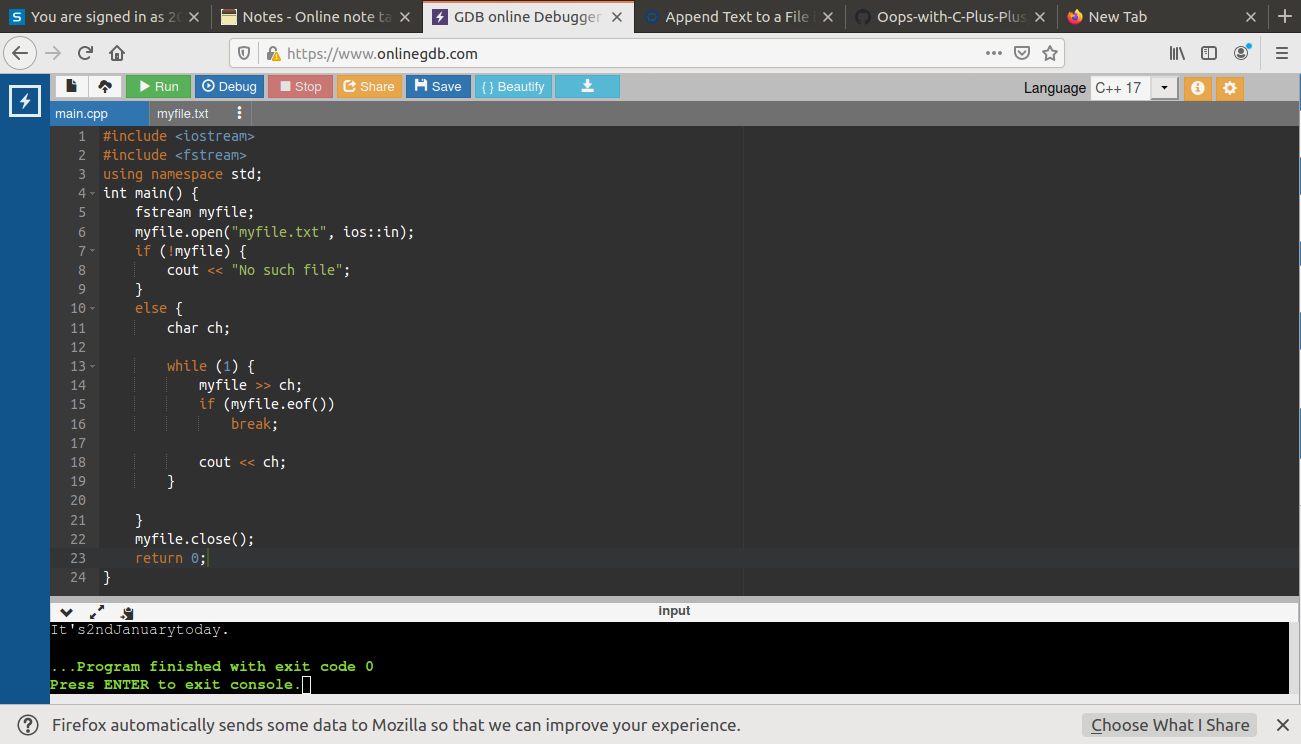 You are signed in as 20
Notes - Online note ta
GDB online Debugger
Append Text to a File
Oops-with-C-Plus-Plus
New Tab
https://www.onlinegdb.com
Run Debug Stop Share Save { } Beautify
Language C++ 17
main.cpp myfile.txt
1 #include <iostream>
2 #include <fstream>
3 using namespace std;
4 int main() {
5 fstream myfile;
6 myfile.open("myfile.txt", ios::in);
7 if (!myfile) {
8 cout << "No such file";
9 }
10 else {
11 char ch;
12
13 while (1) {
14 myfile >> ch;
15 if (myfile.eof())
16 break;
17
18 cout << ch;
19 }
20
21 }
22 myfile.close();
23 return 0;
24 }
input
It's2ndJanuarytoday.
...Program finished with exit code 0
Press ENTER to exit console.
Firefox automatically sends some data to Mozilla so that we can improve your experience.
Choose What I Share